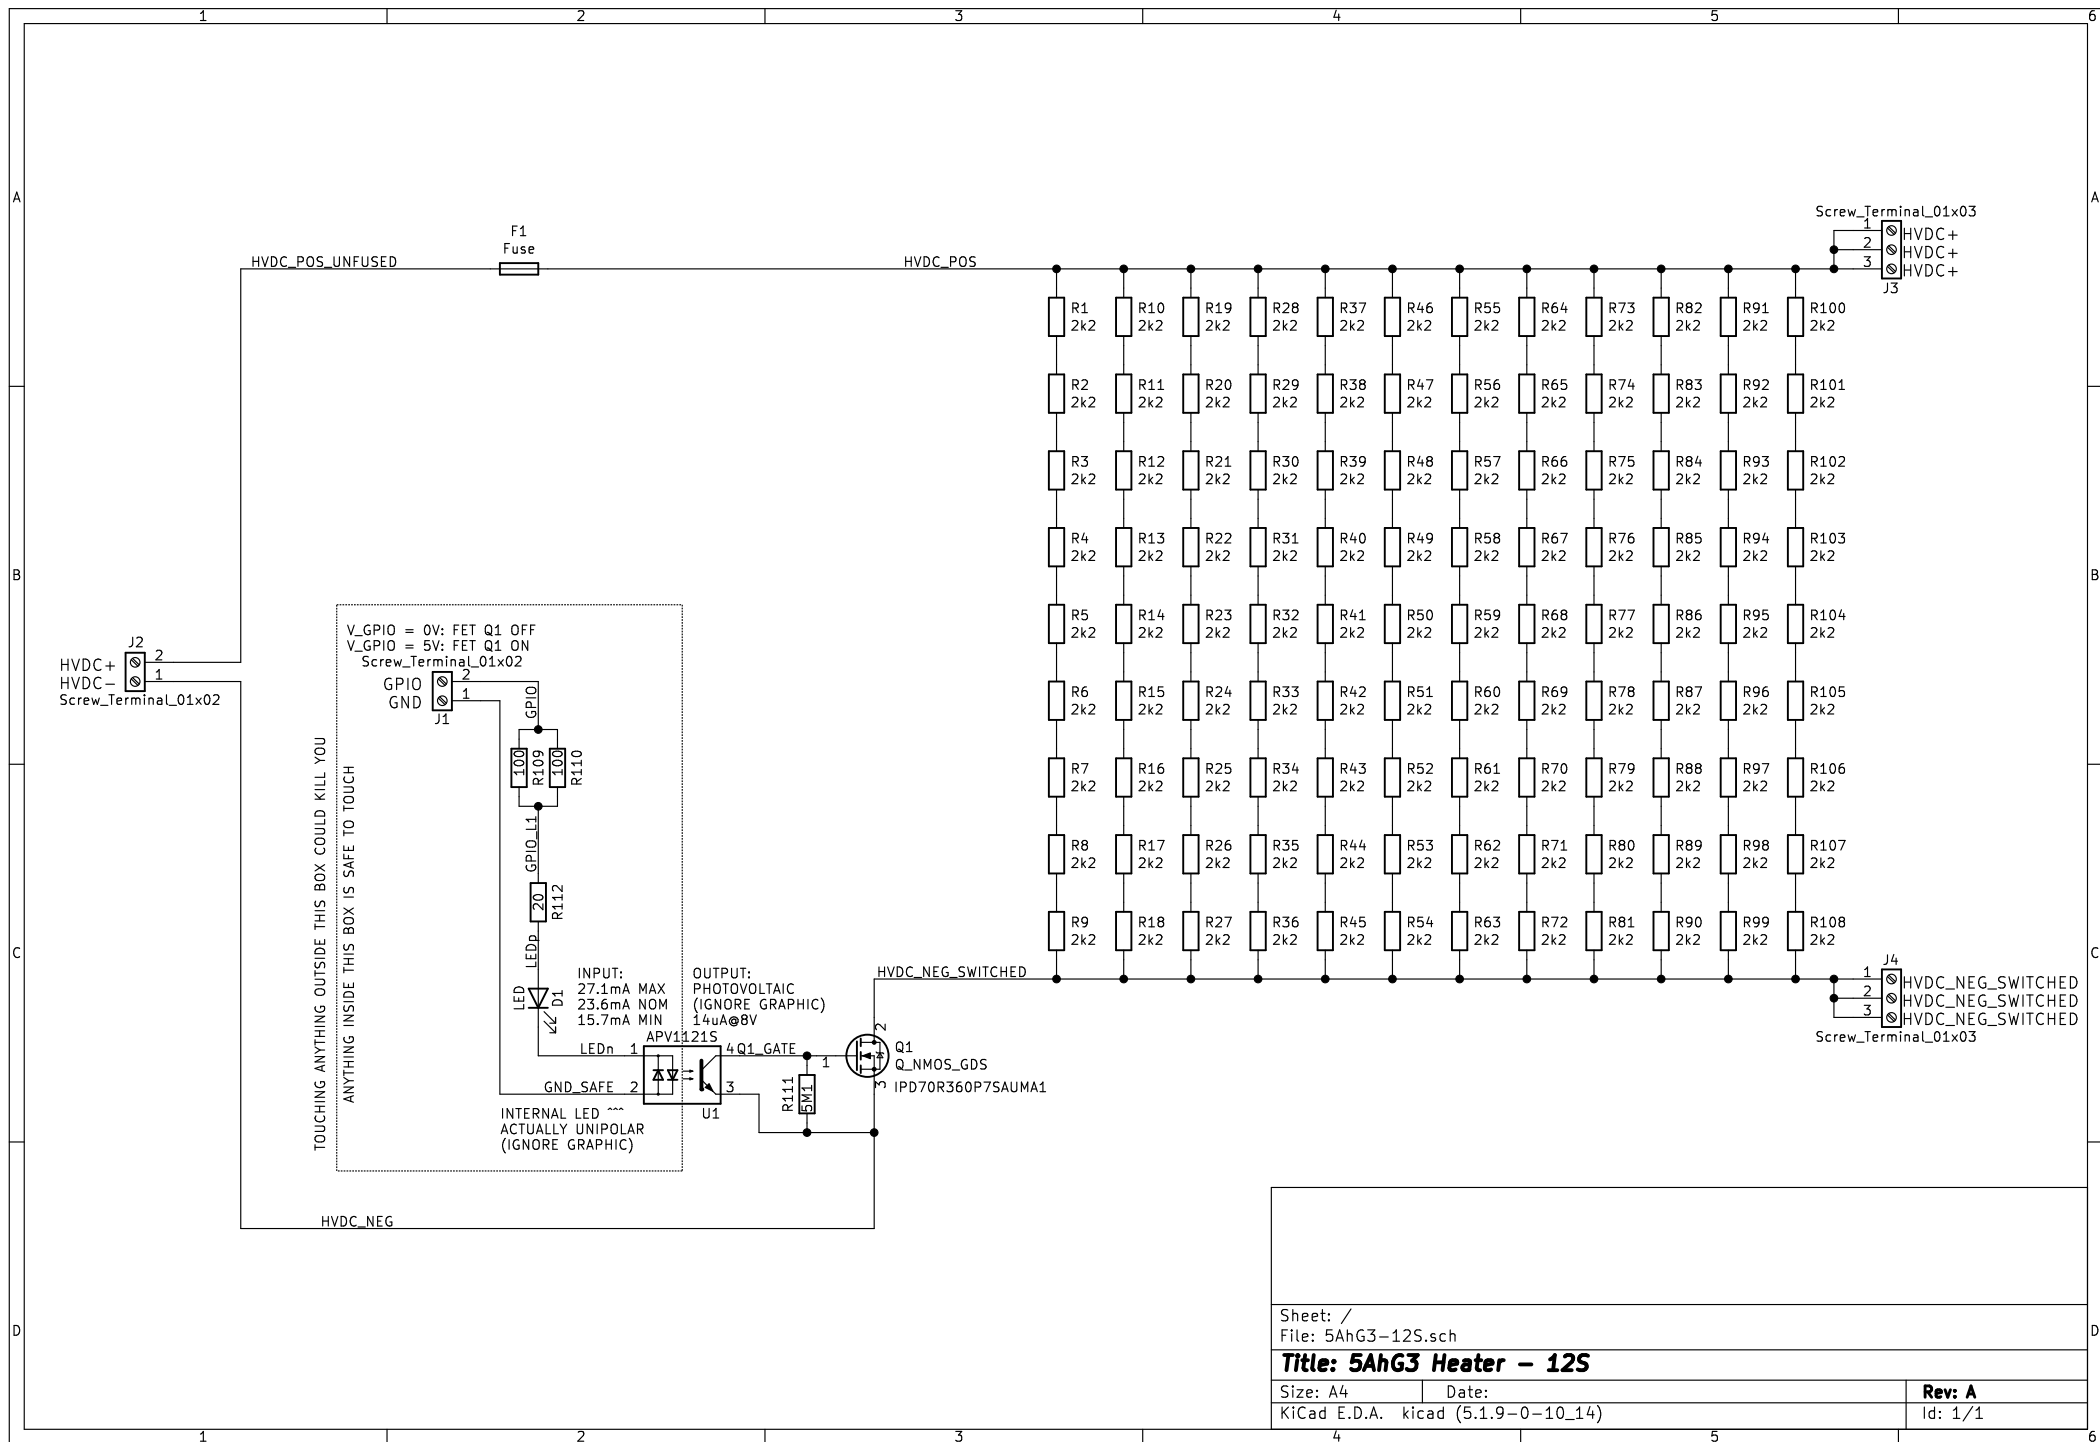 1 2 3 4 5 6
A A
B B
C C
D D
1 2 3 4 5 6
F1
Fuse
HVDC_POS_UNFUSED
HVDC_POS
Screw_Terminal_01x03
1 HVDC+
2 HVDC+
3 HVDC+
J3
R1 R10 R19 R28 R37 R46 R55 R64 R73 R82 R91 R100
2k2 2k2 2k2 2k2 2k2 2k2 2k2 2k2 2k2 2k2 2k2 2k2
R2 R11 R20 R29 R38 R47 R56 R65 R74 R83 R92 R101
2k2 2k2 2k2 2k2 2k2 2k2 2k2 2k2 2k2 2k2 2k2 2k2
R3 R12 R21 R30 R39 R48 R57 R66 R75 R84 R93 R102
2k2 2k2 2k2 2k2 2k2 2k2 2k2 2k2 2k2 2k2 2k2 2k2
R4 R13 R22 R31 R40 R49 R58 R67 R76 R85 R94 R103
2k2 2k2 2k2 2k2 2k2 2k2 2k2 2k2 2k2 2k2 2k2 2k2
R5 R14 R23 R32 R41 R50 R59 R68 R77 R86 R95 R104
2k2 2k2 2k2 2k2 2k2 2k2 2k2 2k2 2k2 2k2 2k2 2k2
R6 R15 R24 R33 R42 R51 R60 R69 R78 R87 R96 R105
2k2 2k2 2k2 2k2 2k2 2k2 2k2 2k2 2k2 2k2 2k2 2k2
R7 R16 R25 R34 R43 R52 R61 R70 R79 R88 R97 R106
2k2 2k2 2k2 2k2 2k2 2k2 2k2 2k2 2k2 2k2 2k2 2k2
R8 R17 R26 R35 R44 R53 R62 R71 R80 R89 R98 R107
2k2 2k2 2k2 2k2 2k2 2k2 2k2 2k2 2k2 2k2 2k2 2k2
R9 R18 R27 R36 R45 R54 R63 R72 R81 R90 R99 R108
2k2 2k2 2k2 2k2 2k2 2k2 2k2 2k2 2k2 2k2 2k2 2k2
J2
HVDC+ 2
HVDC- 1
Screw_Terminal_01x02
TOUCHING ANYTHING OUTSIDE THIS BOX COULD KILL YOU
ANYTHING INSIDE THIS BOX IS SAFE TO TOUCH
V_GPIO = 0V: FET Q1 OFF
V_GPIO = 5V: FET Q1 ON
Screw_Terminal_01x02
GPIO 2
GND 1
J1
GPIO
100 R109
100 R110
GPIO_L1
20 R112
LEDp
LED D1
INPUT:
27.1mA MAX
23.6mA NOM
15.7mA MIN
OUTPUT:
PHOTOVOLTAIC
(IGNORE GRAPHIC)
14uA@8V
APV1121S
LEDn 1
GND_SAFE 2
4 Q1_GATE
3
U1
INTERNAL LED ^^^
ACTUALLY UNIPOLAR
(IGNORE GRAPHIC)
R111
5M1
1
2
3
Q1
Q_NMOS_GDS
IPD70R360P7SAUMA1
HVDC_NEG_SWITCHED
HVDC_NEG
J4
1 HVDC_NEG_SWITCHED
2 HVDC_NEG_SWITCHED
3 HVDC_NEG_SWITCHED
Screw_Terminal_01x03
Sheet: /
File: 5AhG3-12S.sch
Title: 5AhG3 Heater - 12S
Size: A4 Date: Rev: A
KiCad E.D.A. kicad (5.1.9-0-10_14) Id: 1/1